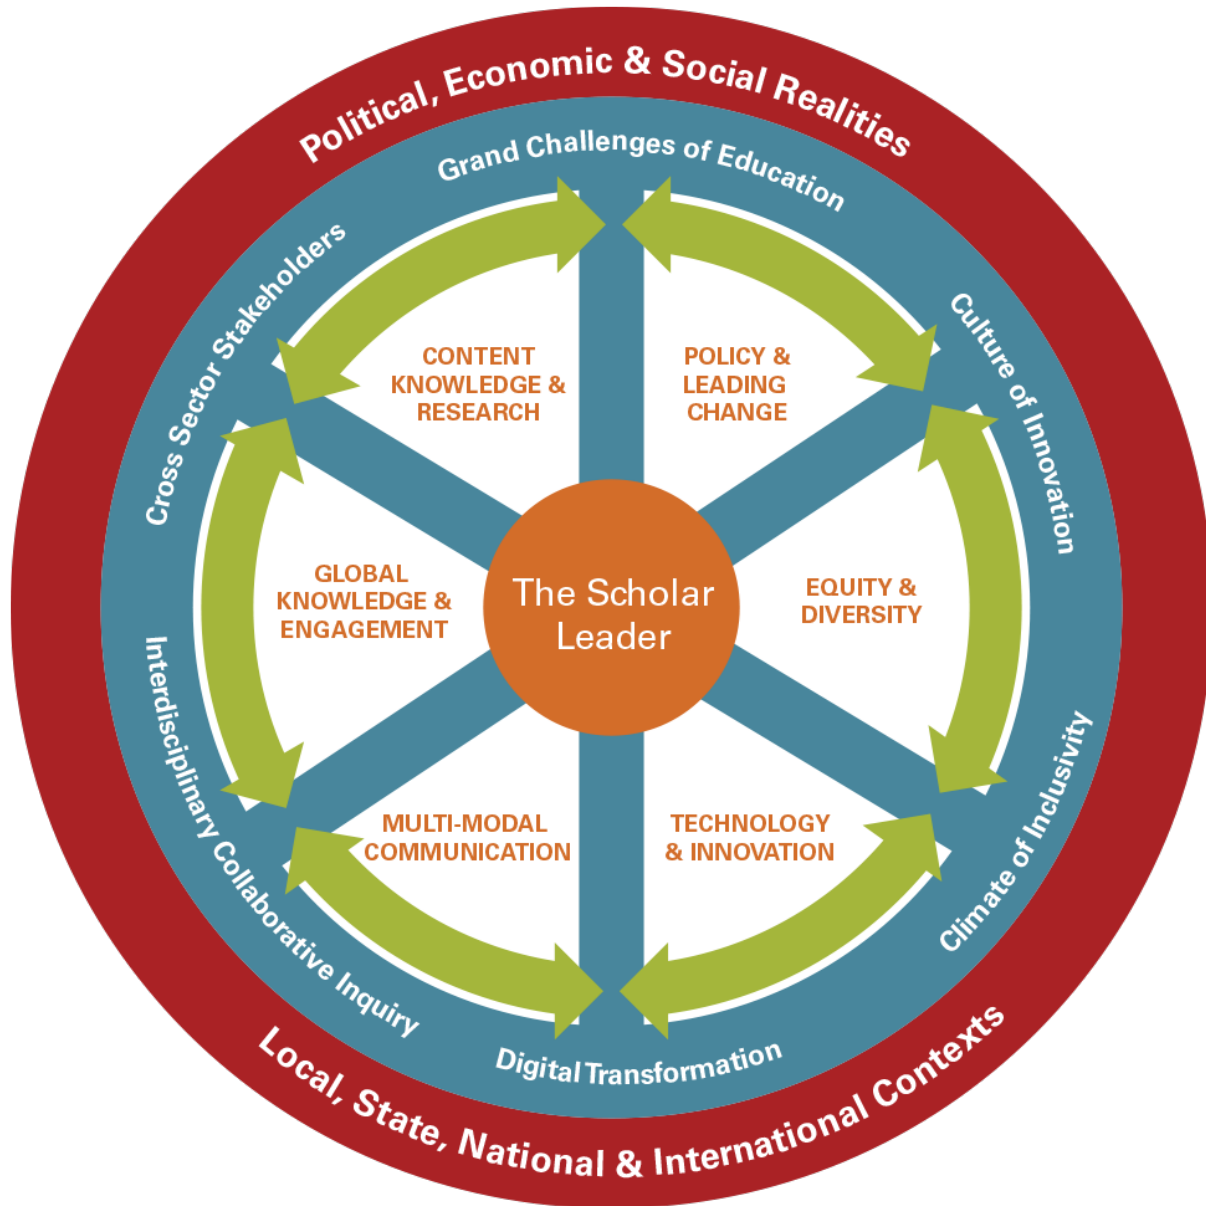 Political, Economic & Social Realities
Grand Challenges of Education
Cross Sector Stakeholders
Culture of Innovation
CONTENT
KNOWLEDGE &
RESEARCH
POLICY &
LEADING
CHANGE
GLOBAL
KNOWLEDGE &
ENGAGEMENT
The Scholar
Leader
EQUITY &
DIVERSITY
MULTI-MODAL
COMMUNICATION
TECHNOLOGY
& INNOVATION
Interdisciplinary Collaborative Inquiry
Climate of Inclusivity
Digital Transformation
Local, State, National & International Contexts